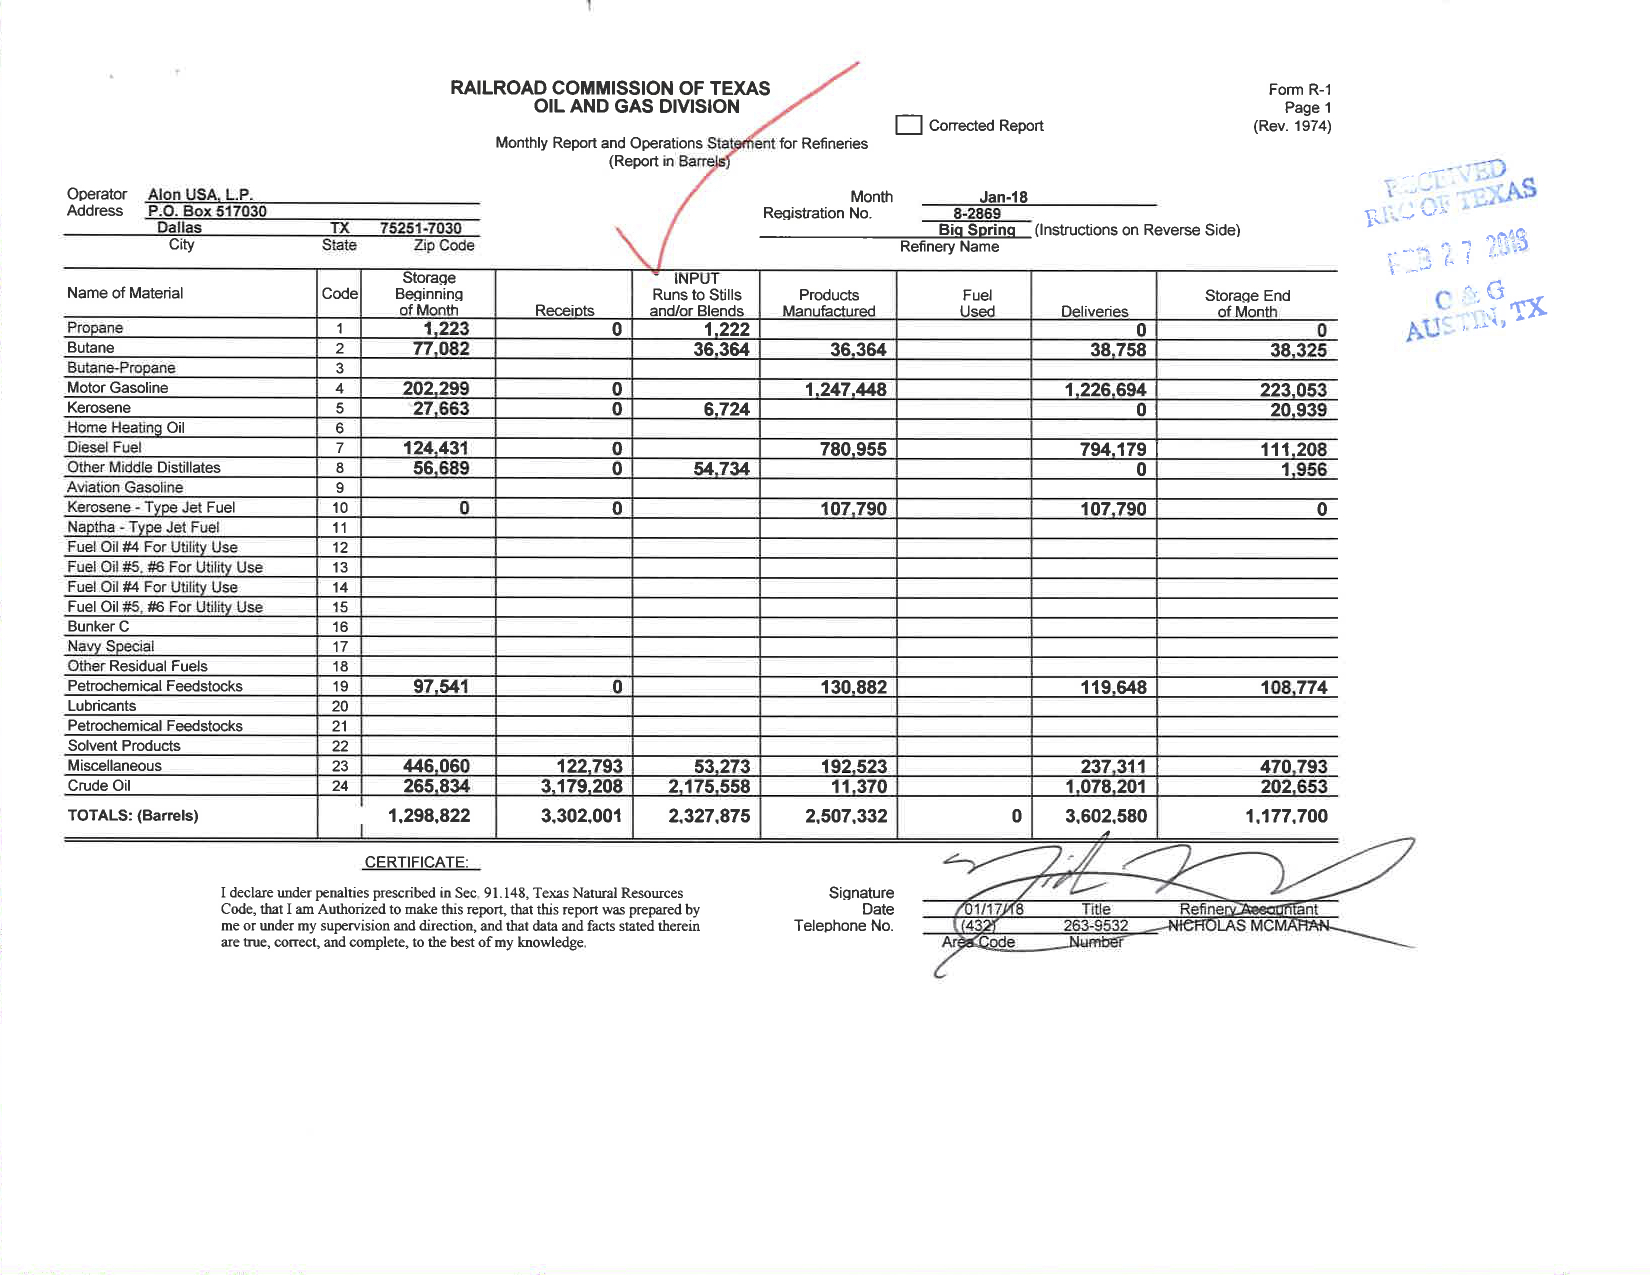 RAILROAD COMMISSION OF TEXAS
OIL AND GAS DIVISION
Monthly Report and Operations Statement for Refineries
(Report in Barrels)
Corrected Report
Form R-1
Page 1
(Rev. 1974)
RECEIVED
RRC OF TEXAS
FEB 27 2018
O & G
AUSTIN, TX
Operator Alon USA, L.P.
Address P.O. Box 517030
Dallas TX 75251-7030
City State Zip Code
Month Jan-18
Registration No. 8-2869
Big Spring (Instructions on Reverse Side)
Refinery Name
Name of Material Code Storage Beginning of Month Receipts INPUT Runs to Stills and/or Blends Products Manufactured Fuel Used Deliveries Storage End of Month
Propane 1 1,223 0 1,222 0 0
Butane 2 77,082 36,364 36,364 38,758 38,325
Butane-Propane 3
Motor Gasoline 4 202,299 0 1,247,448 1,226,694 223,053
Kerosene 5 27,663 0 6,724 0 20,939
Home Heating Oil 6
Diesel Fuel 7 124,431 0 780,955 794,179 111,208
Other Middle Distillates 8 56,689 0 54,734 0 1,956
Aviation Gasoline 9
Kerosene - Type Jet Fuel 10 0 0 107,790 107,790 0
Naptha - Type Jet Fuel 11
Fuel Oil #4 For Utility Use 12
Fuel Oil #5, #6 For Utility Use 13
Fuel Oil #4 For Utility Use 14
Fuel Oil #5, #6 For Utility Use 15
Bunker C 16
Navy Special 17
Other Residual Fuels 18
Petrochemical Feedstocks 19 97,541 0 130,882 119,648 108,774
Lubricants 20
Petrochemical Feedstocks 21
Solvent Products 22
Miscellaneous 23 446,060 122,793 53,273 192,523 237,311 470,793
Crude Oil 24 265,834 3,179,208 2,175,558 11,370 1,078,201 202,653
TOTALS: (Barrels) 1,298,822 3,302,001 2,327,875 2,507,332 0 3,602,580 1,177,700
CERTIFICATE:
I declare under penalties prescribed in Sec. 91.148, Texas Natural Resources
Code, that I am Authorized to make this report, that this report was prepared by
me or under my supervision and direction, and that data and facts stated therein
are true, correct, and complete, to the best of my knowledge.
Signature
Date 01/17/18 Title Refinery Accountant
Telephone No. (432) 263-9532 NICHOLAS MCMAHAN
Area Code Number